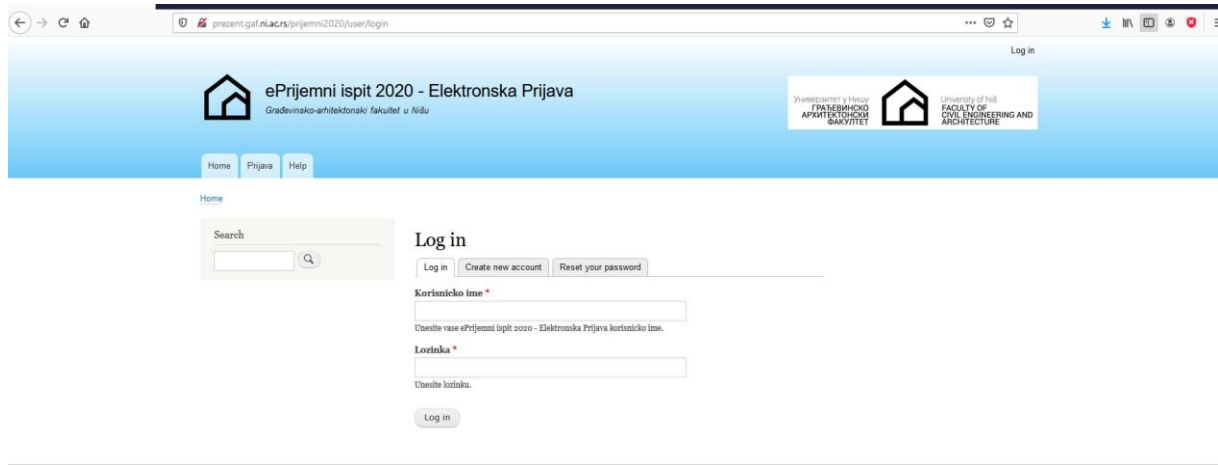 prezent.gaf.ni.ac.rs/prijemni2020/user/login
Log in
ePrijemni ispit 2020 - Elektronska Prijava
Građevinsko-arhitektonski fakultet u Nišu
Универзитет у Нишу
ГРАЂЕВИНСКО
АРХИТЕКТОНСКИ
ФАКУЛТЕТ
University of Niš
FACULTY OF
CIVIL ENGINEERING AND
ARCHITECTURE
Home Prijava Help
Home
Search
Log in
Log in Create new account Reset your password
Korisnicko ime *
Unesite vase ePrijemni ispit 2020 - Elektronska Prijava korisnicko ime.
Lozinka *
Unesite lozinku.
Log in